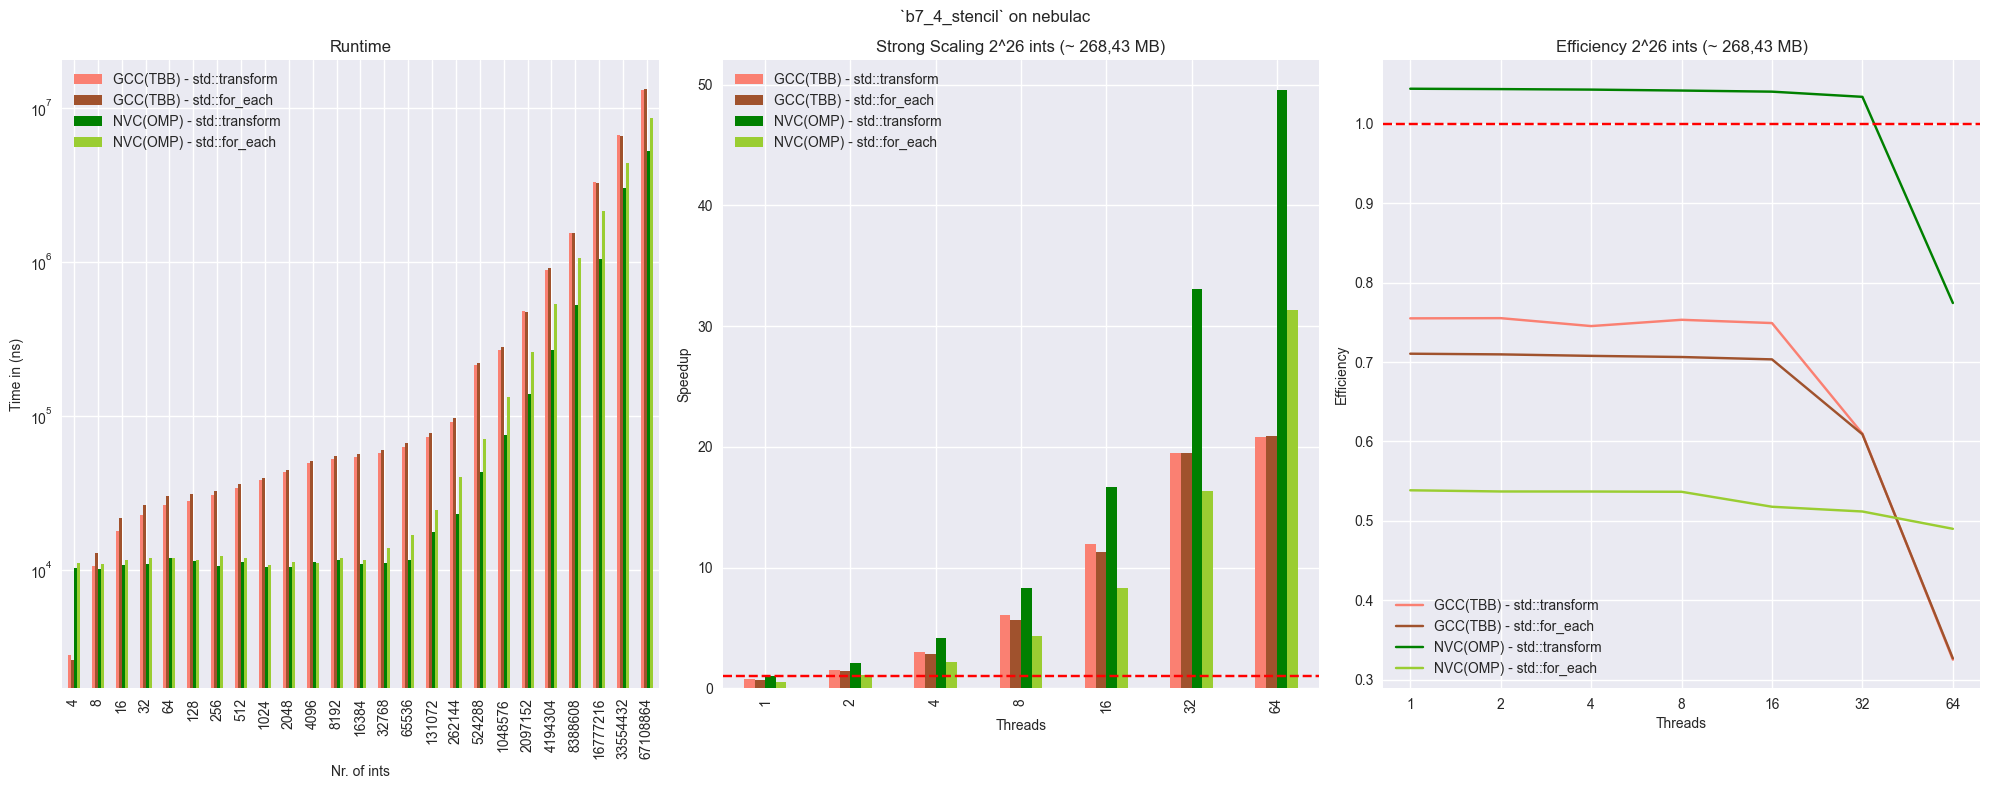 `b7_4_stencil` on nebulac
Runtime
GCC(TBB) - std::transform
GCC(TBB) - std::for_each
NVC(OMP) - std::transform
NVC(OMP) - std::for_each
10^7
10^6
10^5
10^4
Time in (ns)
4 8 16 32 64 128 256 512 1024 2048 4096 8192 16384 32768 65536 131072 262144 524288 1048576 2097152 4194304 8388608 16777216 33554432 67108864
Nr. of ints
Strong Scaling 2^26 ints (~ 268,43 MB)
GCC(TBB) - std::transform
GCC(TBB) - std::for_each
NVC(OMP) - std::transform
NVC(OMP) - std::for_each
50
40
30
20
10
0
Speedup
1 2 4 8 16 32 64
Threads
Efficiency 2^26 ints (~ 268,43 MB)
1.0
0.9
0.8
0.7
0.6
0.5
0.4
0.3
Efficiency
GCC(TBB) - std::transform
GCC(TBB) - std::for_each
NVC(OMP) - std::transform
NVC(OMP) - std::for_each
1 2 4 8 16 32 64
Threads